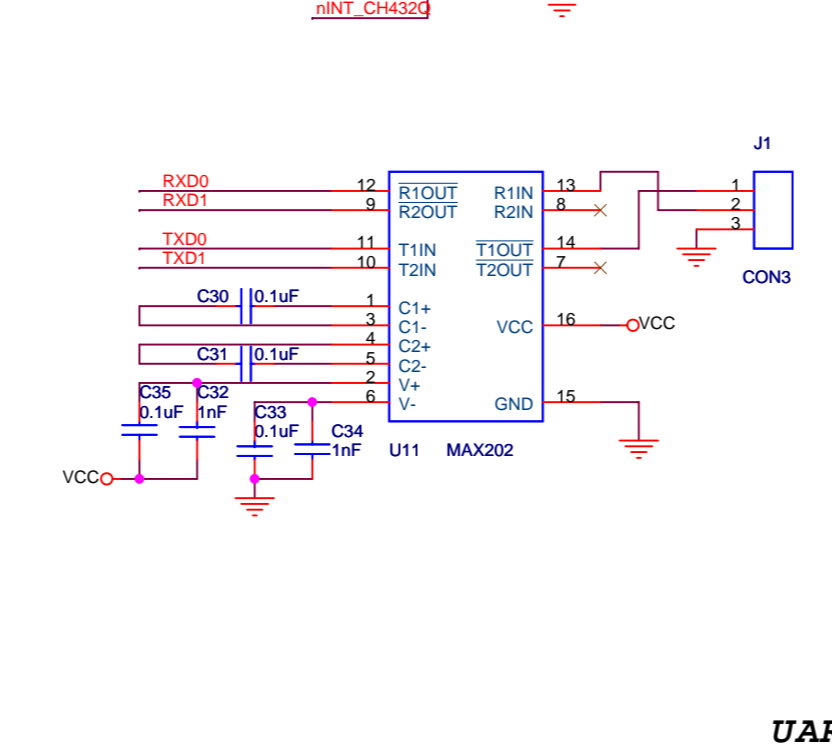 nINT_CH432Q
J1
RXD0 12 R1OUT R1IN 13 1
RXD1 9 R2OUT R2IN 8 2
3
TXD0 11 T1IN T1OUT 14
TXD1 10 T2IN T2OUT 7
CON3
C30 0.1uF 1 C1+
3 C1- VCC 16 VCC
4 C2+
C31 0.1uF 5 C2-
2 V+
C35 C32 6 V- GND 15
0.1uF 1nF C33
0.1uF C34
1nF U11 MAX202
VCC